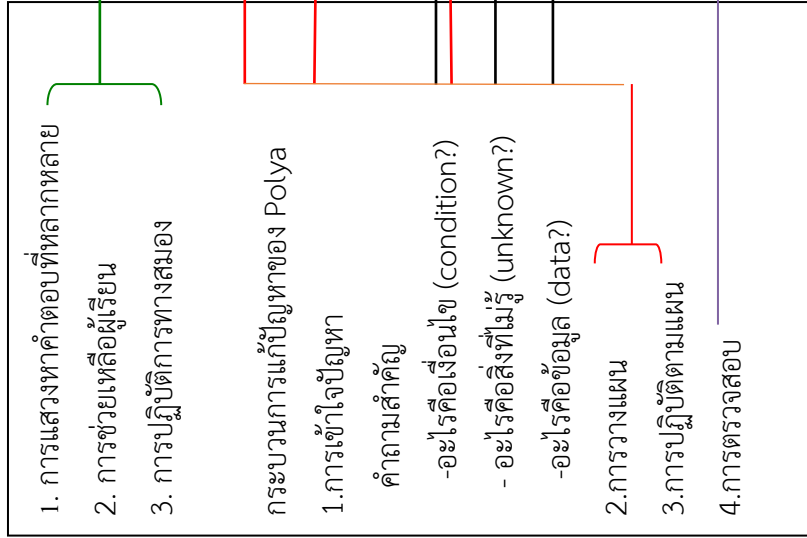 1. การแสวงหาคำตอบที่หลากหลาย
2. การช่วยเหลือผู้เรียน
3. การปฏิบัติการทางสมอง
กระบวนการแก้ปัญหาของ Polya
1.การเข้าใจปัญหา
คำถามสำคัญ
-อะไรคือเงื่อนไข (condition?)
- อะไรคือสิ่งที่ไม่รู้ (unknown?)
-อะไรคือข้อมูล (data?)
2.การวางแผน
3.การปฏิบัติตามแผน
4.การตรวจสอบ